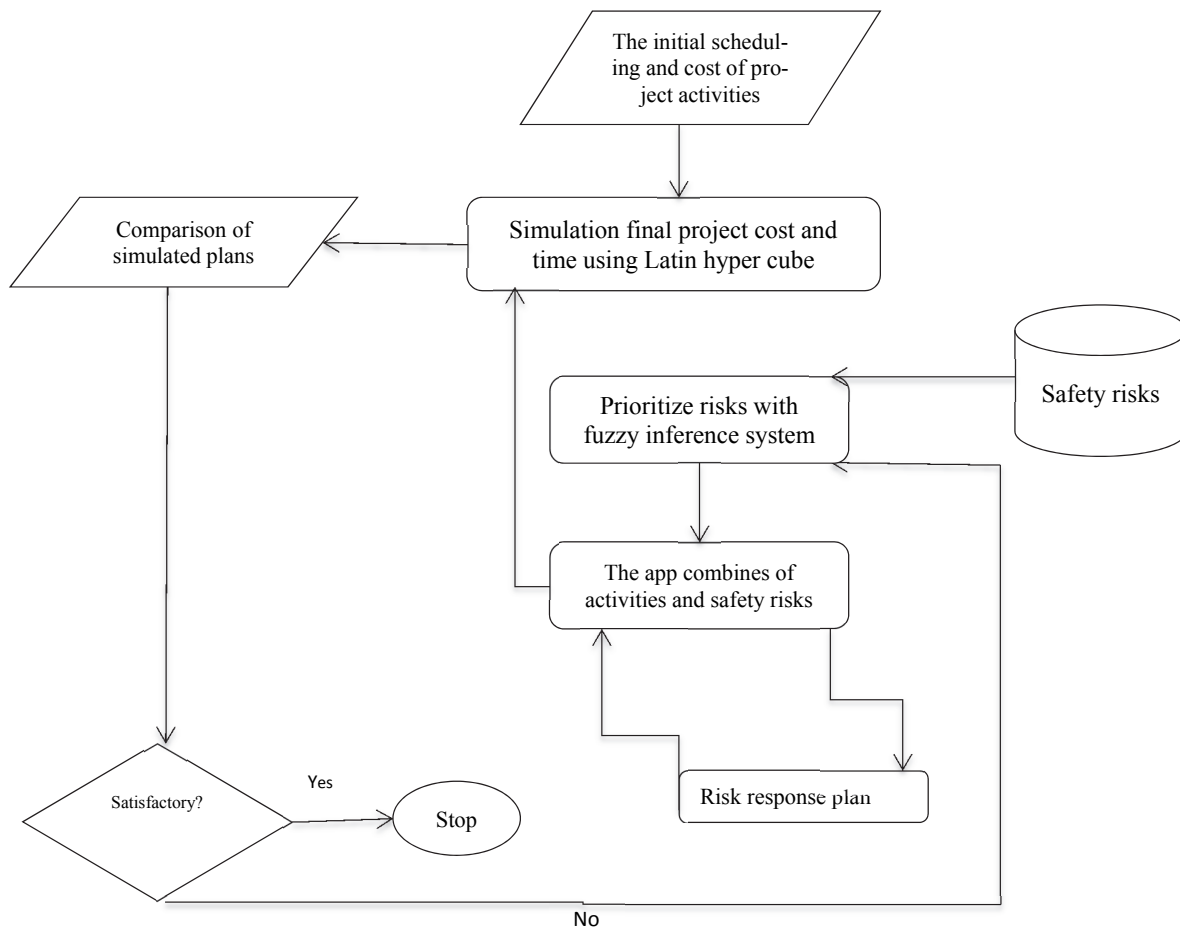 The initial schedul-
ing and cost of pro-
ject activities
Comparison of
simulated plans
Simulation final project cost and
time using Latin hyper cube
Safety risks
Prioritize risks with
fuzzy inference system
The app combines of
activities and safety risks
Risk response plan
Satisfactory?
Yes
Stop
No